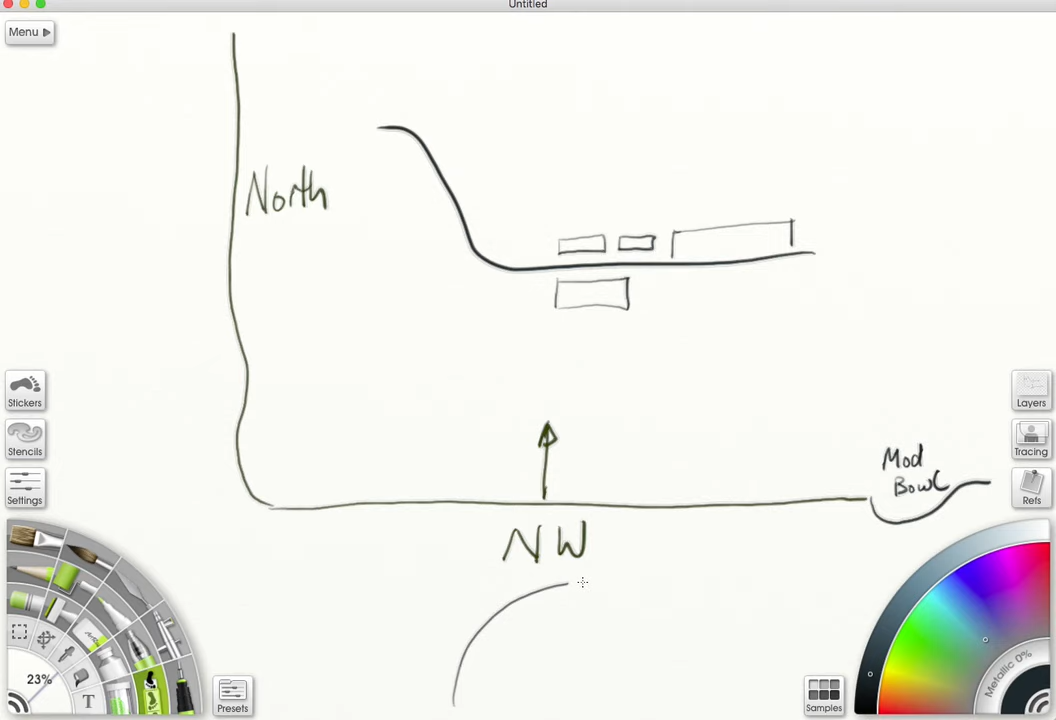 Untitled
Menu
North
Stickers
Stencils
Settings
Layers
Tracing
Refs
Mod
Bowl
NW
23%
T
Presets
Samples
Metallic 0%